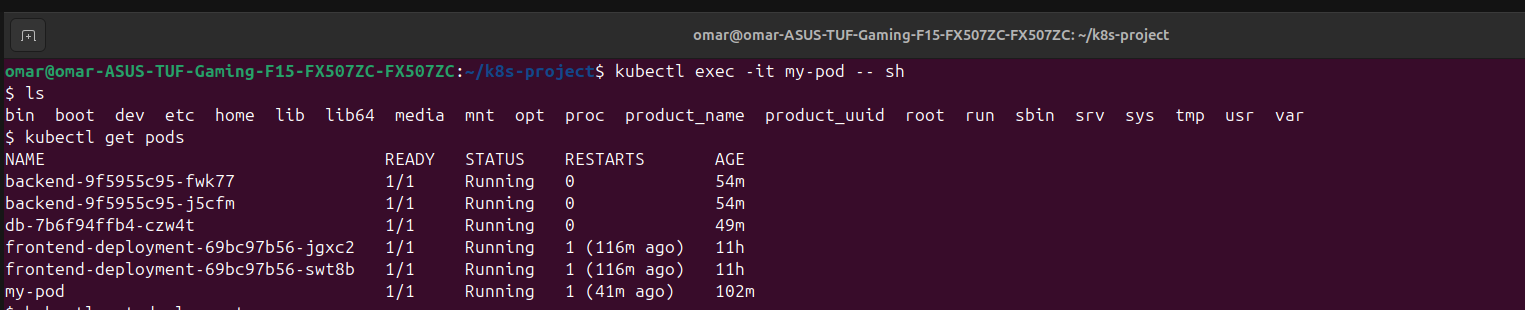 omar@omar-ASUS-TUF-Gaming-F15-FX507ZC-FX507ZC: ~/k8s-project
omar@omar-ASUS-TUF-Gaming-F15-FX507ZC-FX507ZC:~/k8s-project$ kubectl exec -it my-pod -- sh
$ ls
bin  boot  dev  etc  home  lib  lib64  media  mnt  opt  proc  product_name  product_uuid  root  run  sbin  srv  sys  tmp  usr  var
$ kubectl get pods
NAME                                  READY   STATUS    RESTARTS       AGE
backend-9f5955c95-fwk77               1/1     Running   0              54m
backend-9f5955c95-j5cfm               1/1     Running   0              54m
db-7b6f94ffb4-czw4t                   1/1     Running   0              49m
frontend-deployment-69bc97b56-jgxc2   1/1     Running   1 (116m ago)   11h
frontend-deployment-69bc97b56-swt8b   1/1     Running   1 (116m ago)   11h
my-pod                                1/1     Running   1 (41m ago)    102m